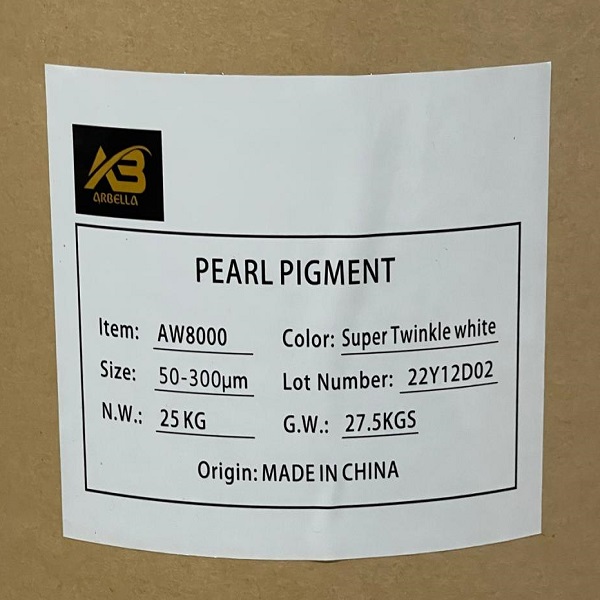 AB
ARBELLA
PEARL PIGMENT
Item: AW8000 Color: Super Twinkle white
Size: 50-300μm Lot Number: 22Y12D02
N.W.: 25 KG G.W.: 27.5KGS
Origin: MADE IN CHINA